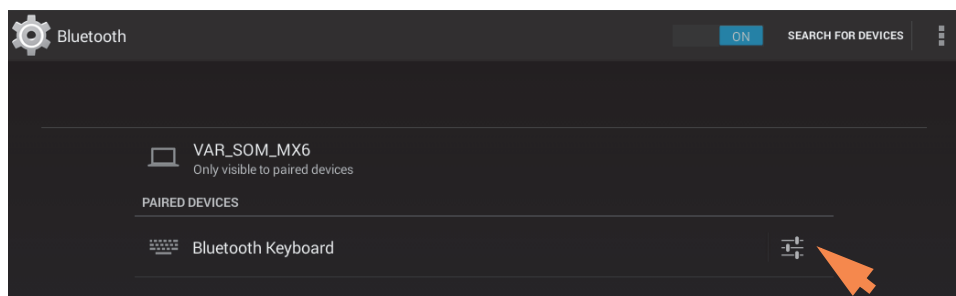 Bluetooth
ON
SEARCH FOR DEVICES
VAR_SOM_MX6
Only visible to paired devices
PAIRED DEVICES
Bluetooth Keyboard